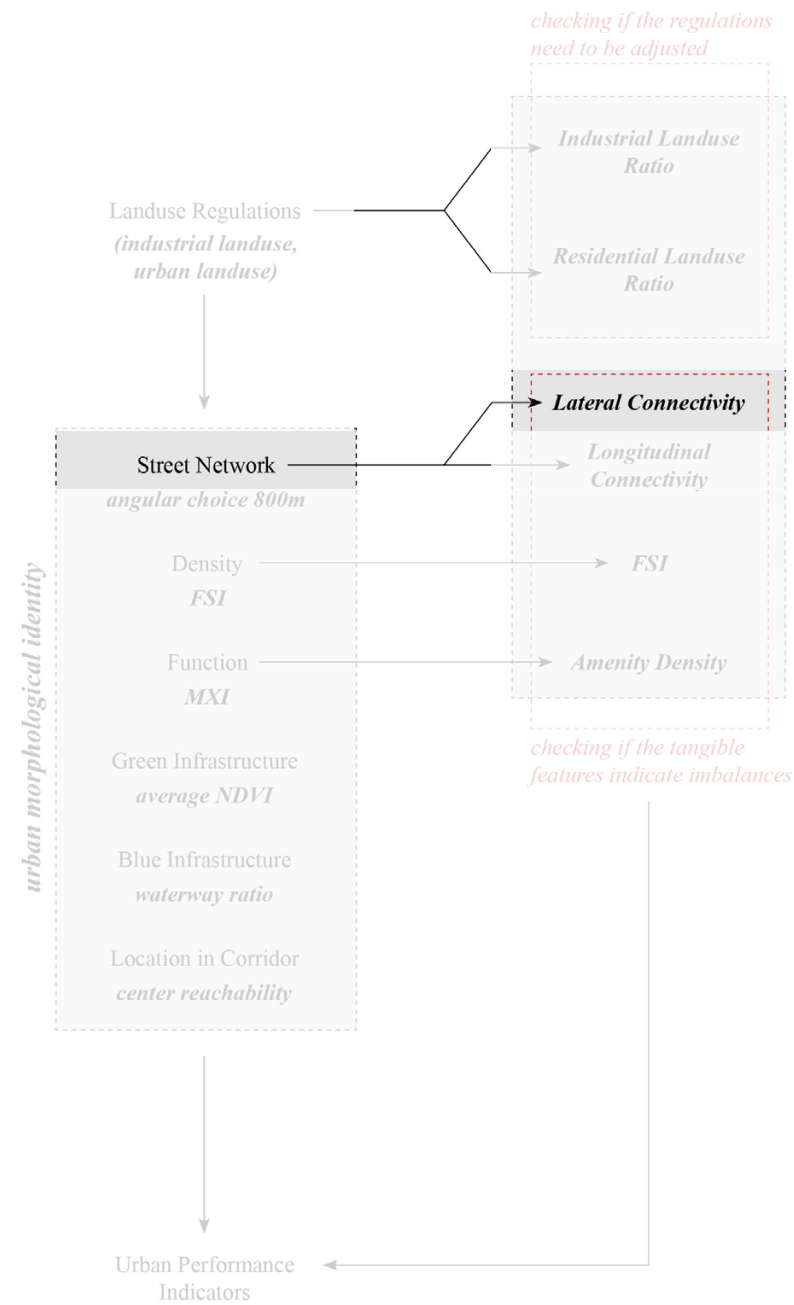 checking if the regulations
need to be adjusted
Industrial Landuse
Ratio
Landuse Regulations
(industrial landuse,
urban landuse)
Residential Landuse
Ratio
Lateral Connectivity
Street Network
angular choice 800m
Longitudinal
Connectivity
Density
FSI
FSI
Function
MXI
Amenity Density
urban morphological identity
Green Infrastructure
average NDVI
checking if the tangible
features indicate imbalances
Blue Infrastructure
waterway ratio
Location in Corridor
center reachability
Urban Performance
Indicators